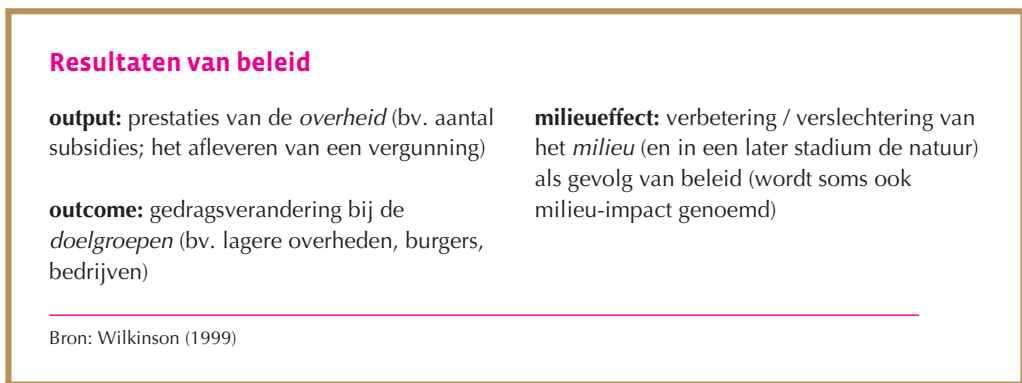 Resultaten van beleid
output: prestaties van de overheid (bv. aantal
subsidies; het afleveren van een vergunning)
outcome: gedragsverandering bij de
doelgroepen (bv. lagere overheden, burgers,
bedrijven)
milieueffect: verbetering / verslechtering van
het milieu (en in een later stadium de natuur)
als gevolg van beleid (wordt soms ook
milieu-impact genoemd)
Bron: Wilkinson (1999)